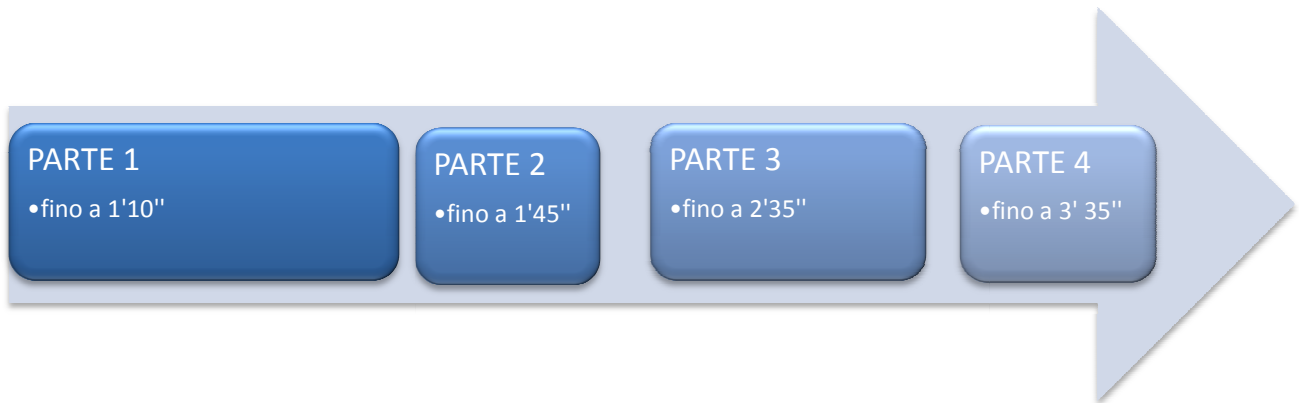 PARTE 1
•fino a 1'10''
PARTE 2
•fino a 1'45''
PARTE 3
•fino a 2'35''
PARTE 4
•fino a 3' 35''